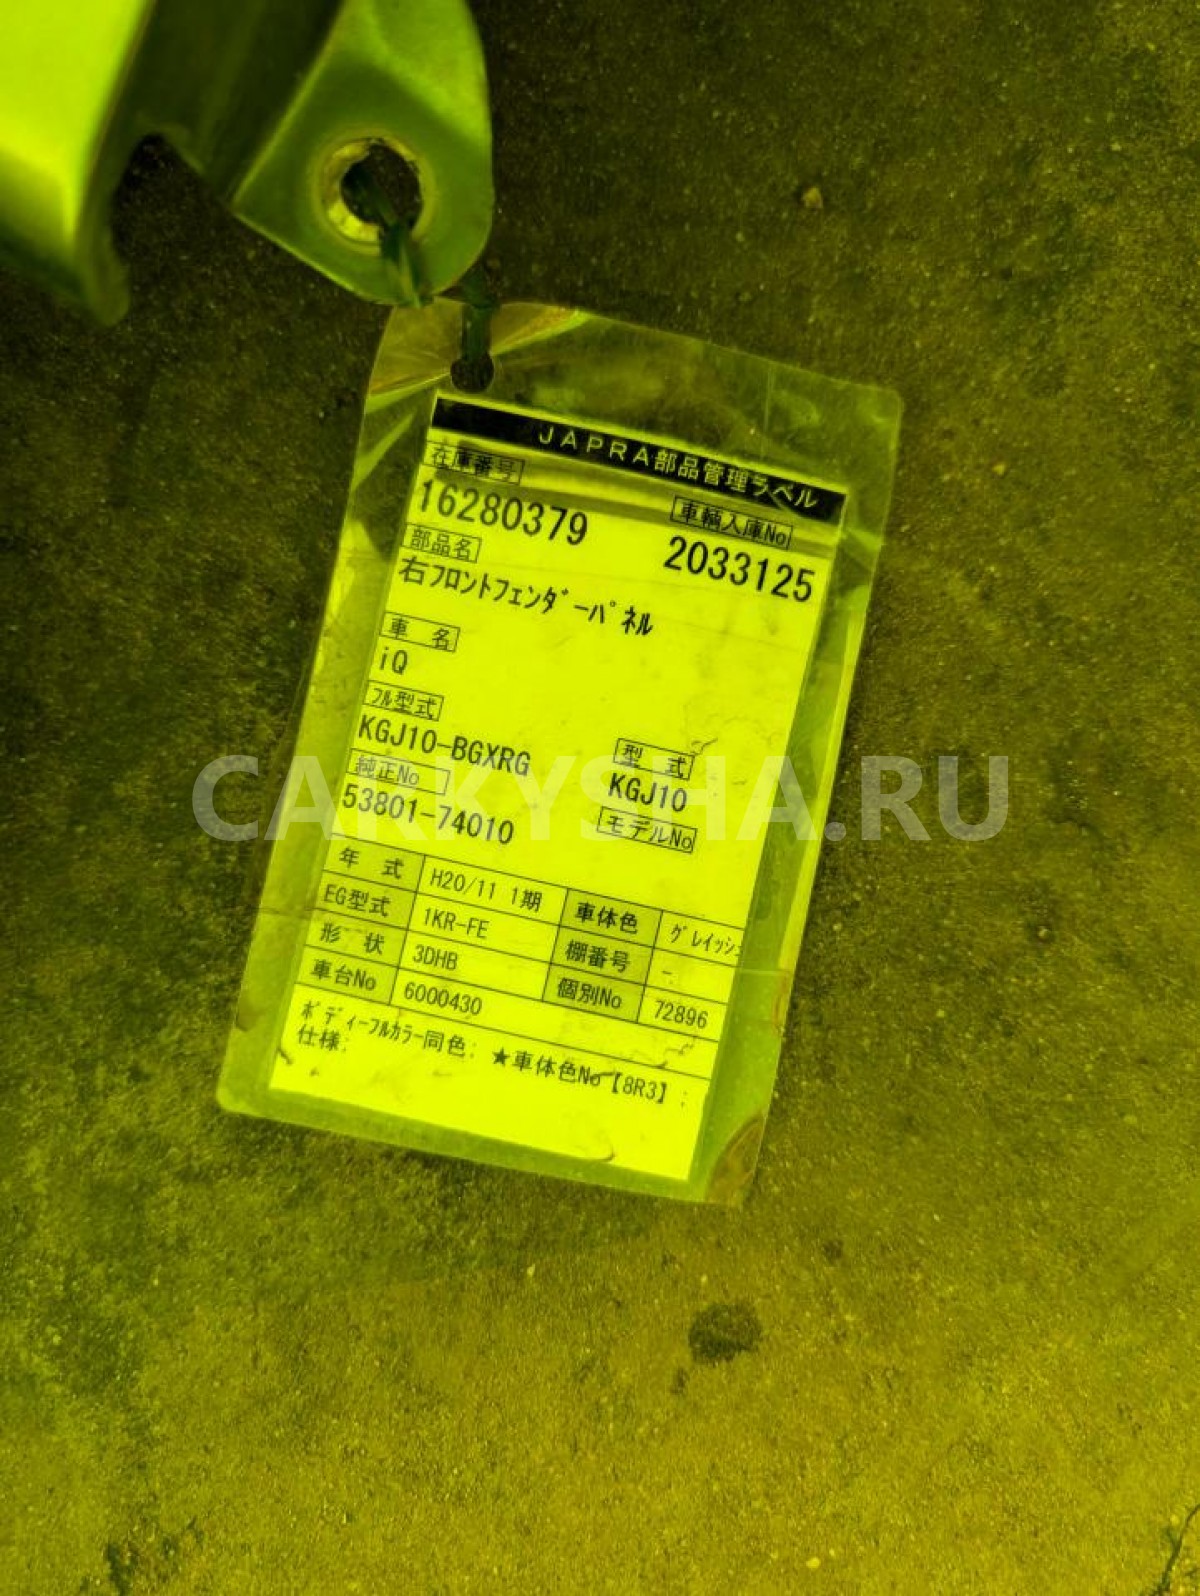 JAPRA部品管理ラベル
在庫番号
16280379
車輌入庫No
2033125
部品名
右フロントフェンダーパネル
車 名
iQ
フル型式
KGJ10-BGXRG
型 式
KGJ10
純正No
53801-74010
モデルNo
年 式 H20/11 1期 車体色 グレイッシュ
EG型式 1KR-FE 棚番号 -
形 状 3DHB 個別No 72896
車台No 6000430
ボディーフルカラー同色: ★車体色No【8R3】:
仕様:
CARKYSHA.RU